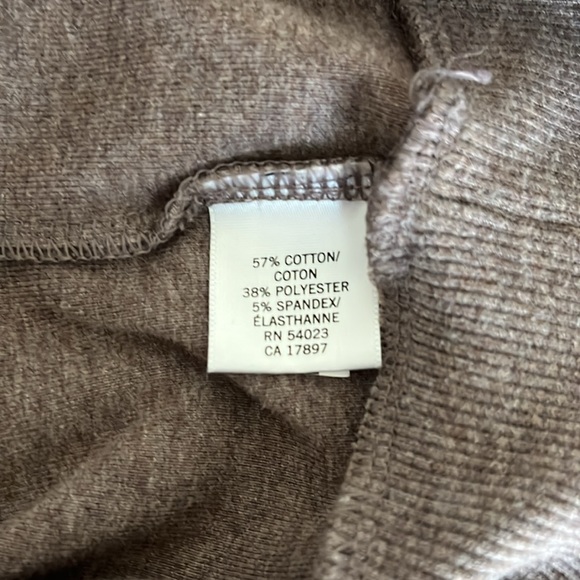 57% COTTON/
COTON
38% POLYESTER
5% SPANDEX/
ÉLASTHANNE
RN 54023
CA 17897